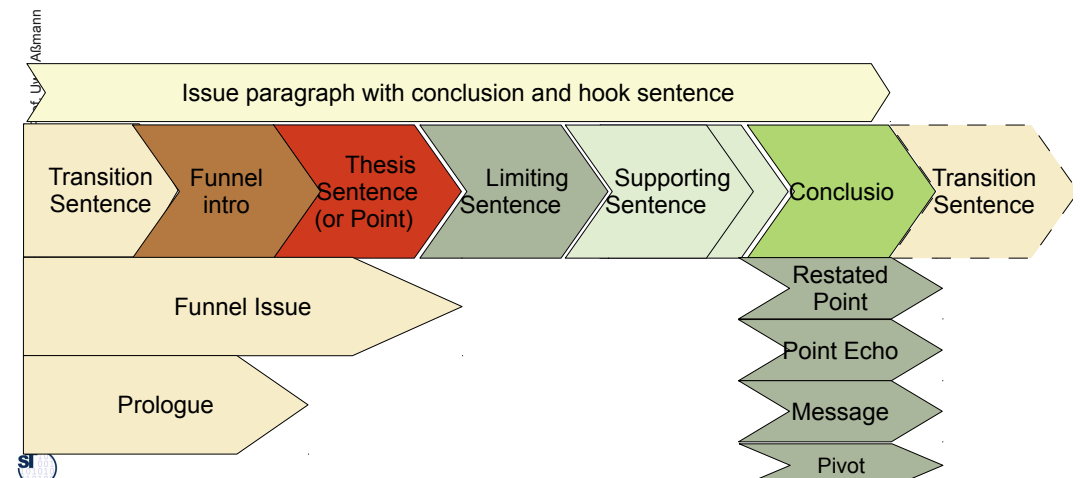 Aßmann
Issue paragraph with conclusion and hook sentence
Transition
Sentence
Funnel
intro
Thesis
Sentence
(or Point)
Limiting
Sentence
Supporting
Sentence
Conclusio
Transition
Sentence
Funnel Issue
Prologue
Restated
Point
Point Echo
Message
Pivot